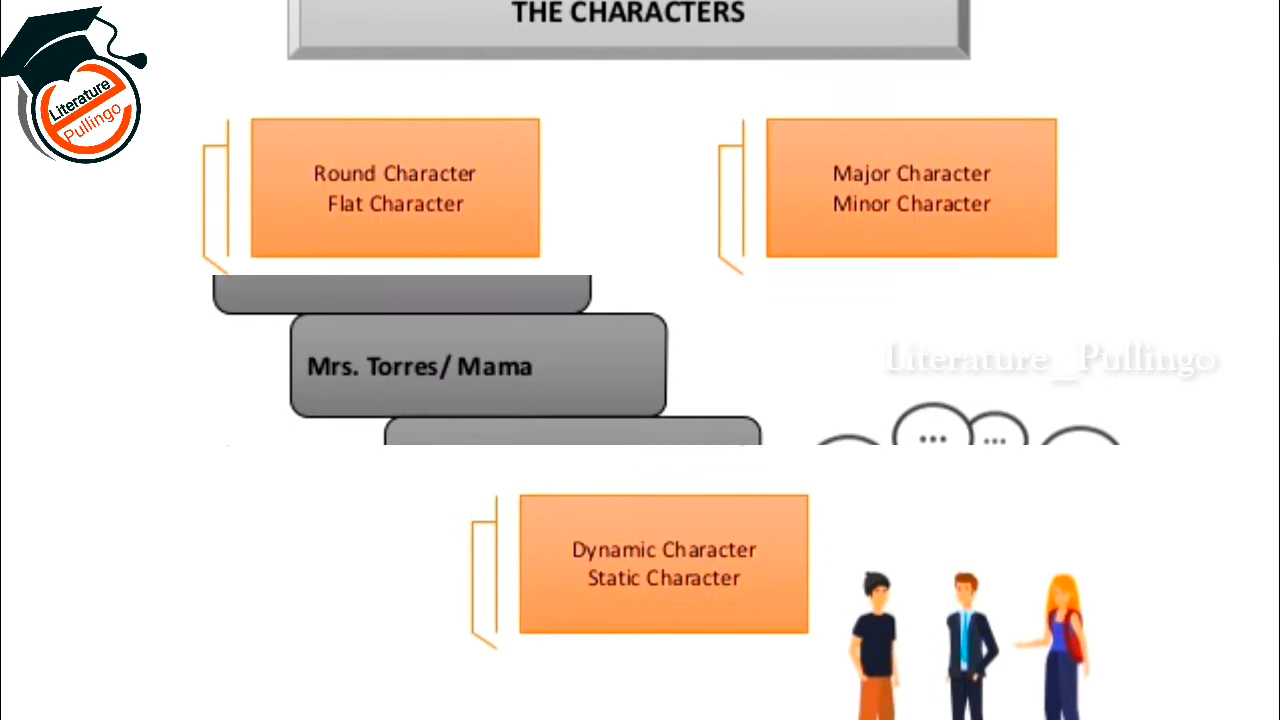 THE CHARACTERS
Literature
Pullingo
Round Character
Flat Character
Major Character
Minor Character
Mrs. Torres/ Mama
Literature_Pullingo
Dynamic Character
Static Character